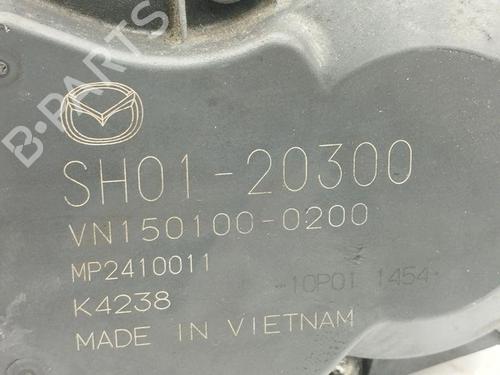 B-PARTS
SH01-20300
VN150100-0200
MP2410011
10P01 1454
K4238
MADE IN VIETNAM